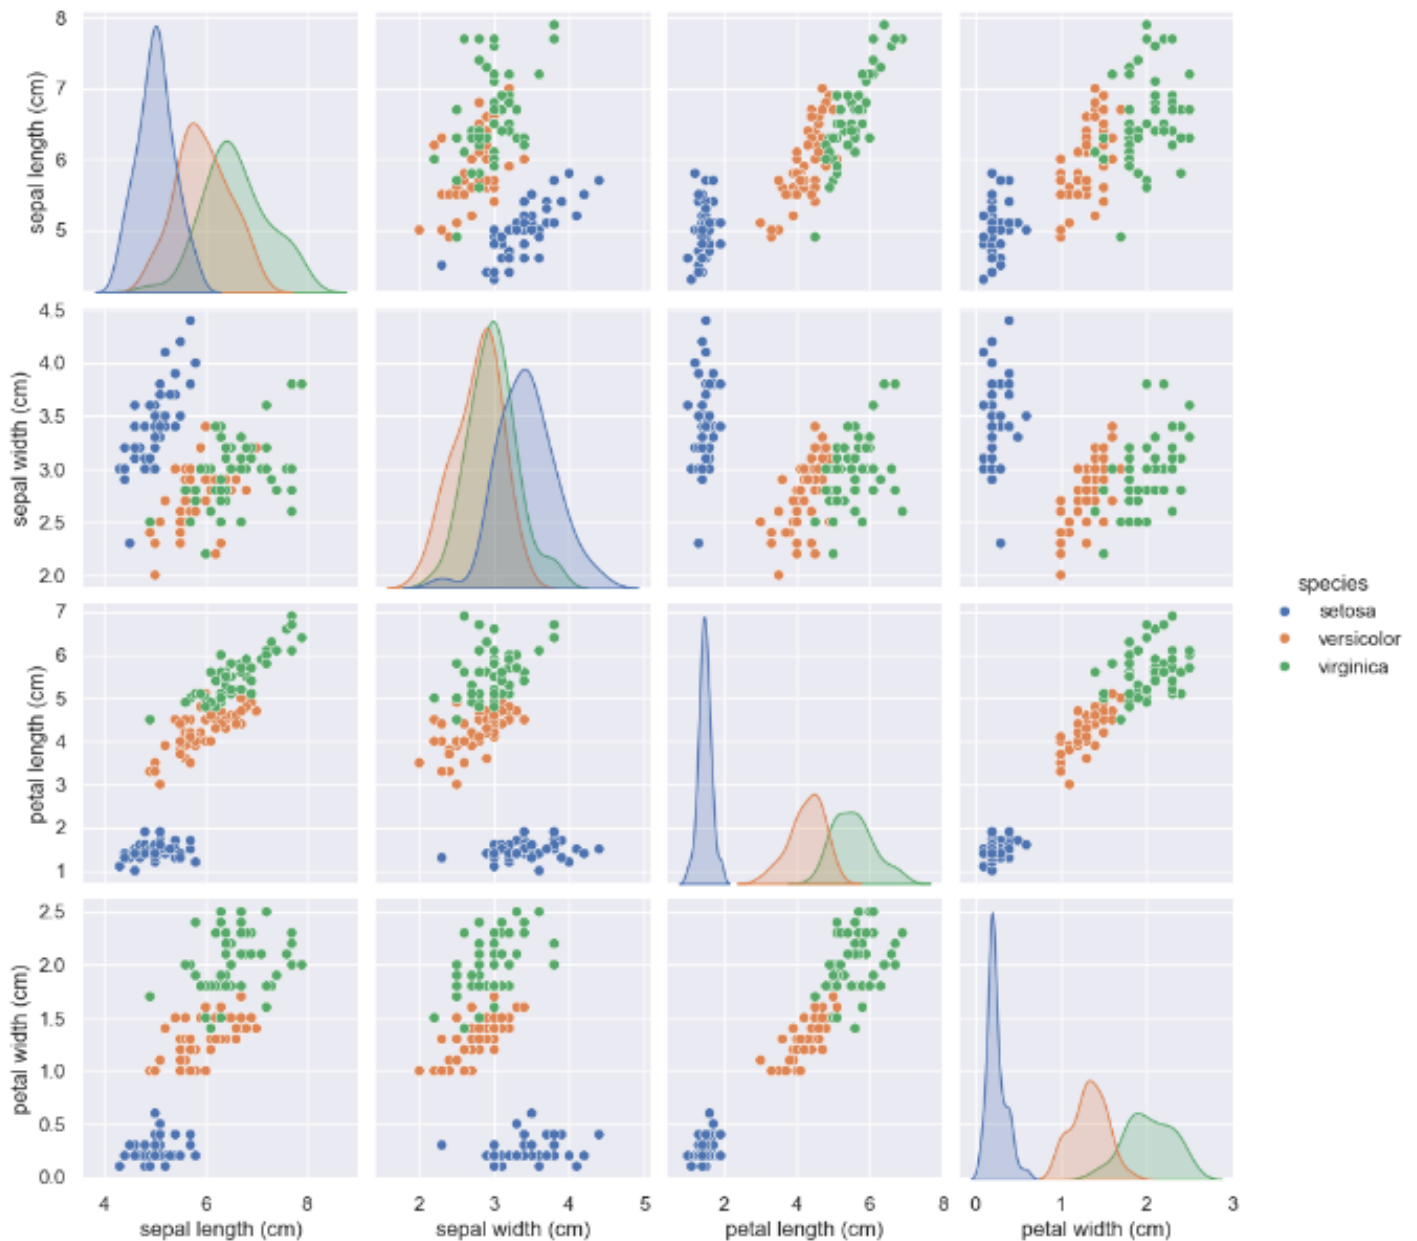 8
7
6
5
sepal length (cm)
4.5
4.0
3.5
3.0
2.5
2.0
sepal width (cm)
7
6
5
4
3
2
1
petal length (cm)
2.5
2.0
1.5
1.0
0.5
0.0
petal width (cm)
4 6 8
sepal length (cm)
2 3 4 5
sepal width (cm)
2 4 6 8
petal length (cm)
0 1 2 3
petal width (cm)
species
setosa
versicolor
virginica